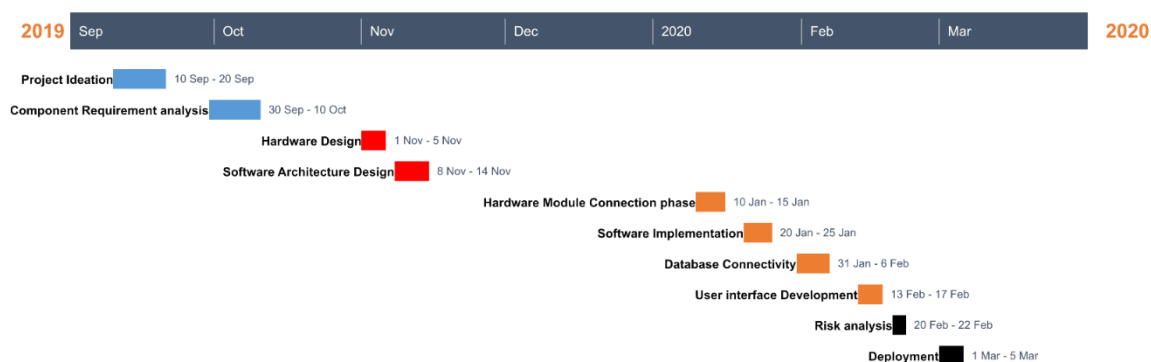 2019 Sep Oct Nov Dec 2020 Feb Mar 2020
Project Ideation 10 Sep - 20 Sep
Component Requirement analysis 30 Sep - 10 Oct
Hardware Design 1 Nov - 5 Nov
Software Architecture Design 8 Nov - 14 Nov
Hardware Module Connection phase 10 Jan - 15 Jan
Software Implementation 20 Jan - 25 Jan
Database Connectivity 31 Jan - 6 Feb
User interface Development 13 Feb - 17 Feb
Risk analysis 20 Feb - 22 Feb
Deployment 1 Mar - 5 Mar